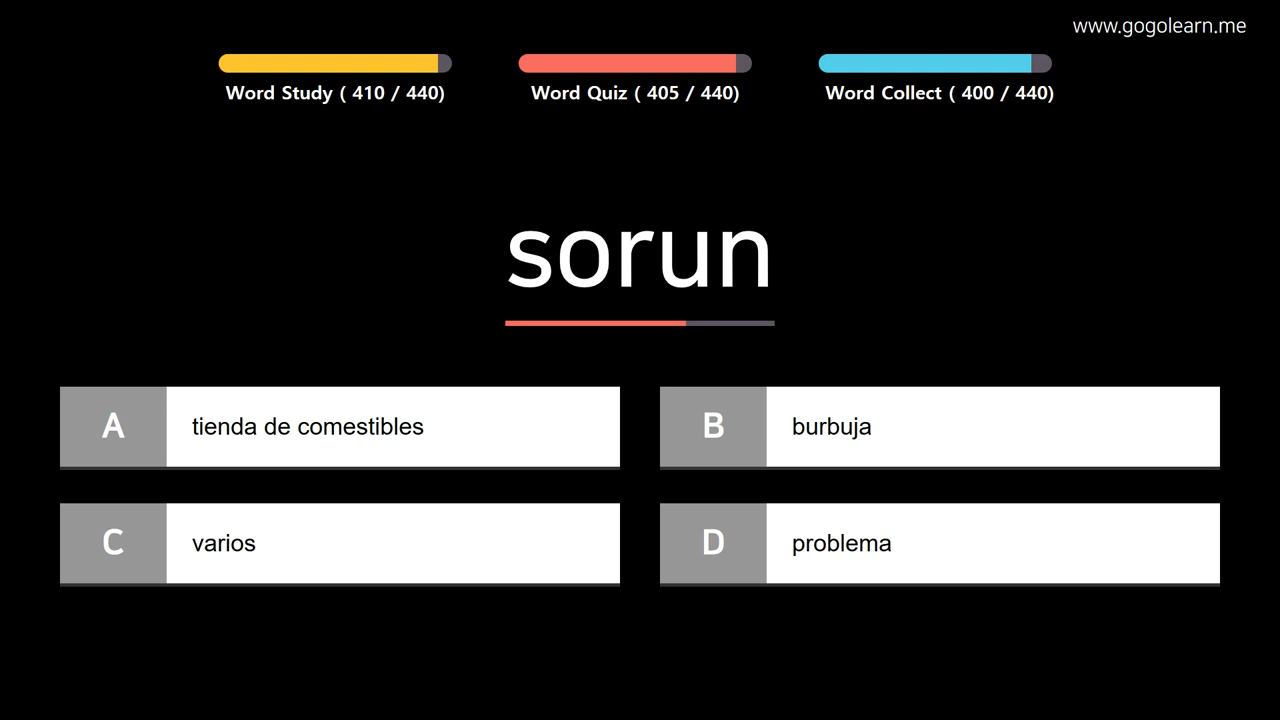 www.gogolearn.me
Word Study ( 410 / 440)
Word Quiz ( 405 / 440)
Word Collect ( 400 / 440)
sorun
A tienda de comestibles
B burbuja
C varios
D problema